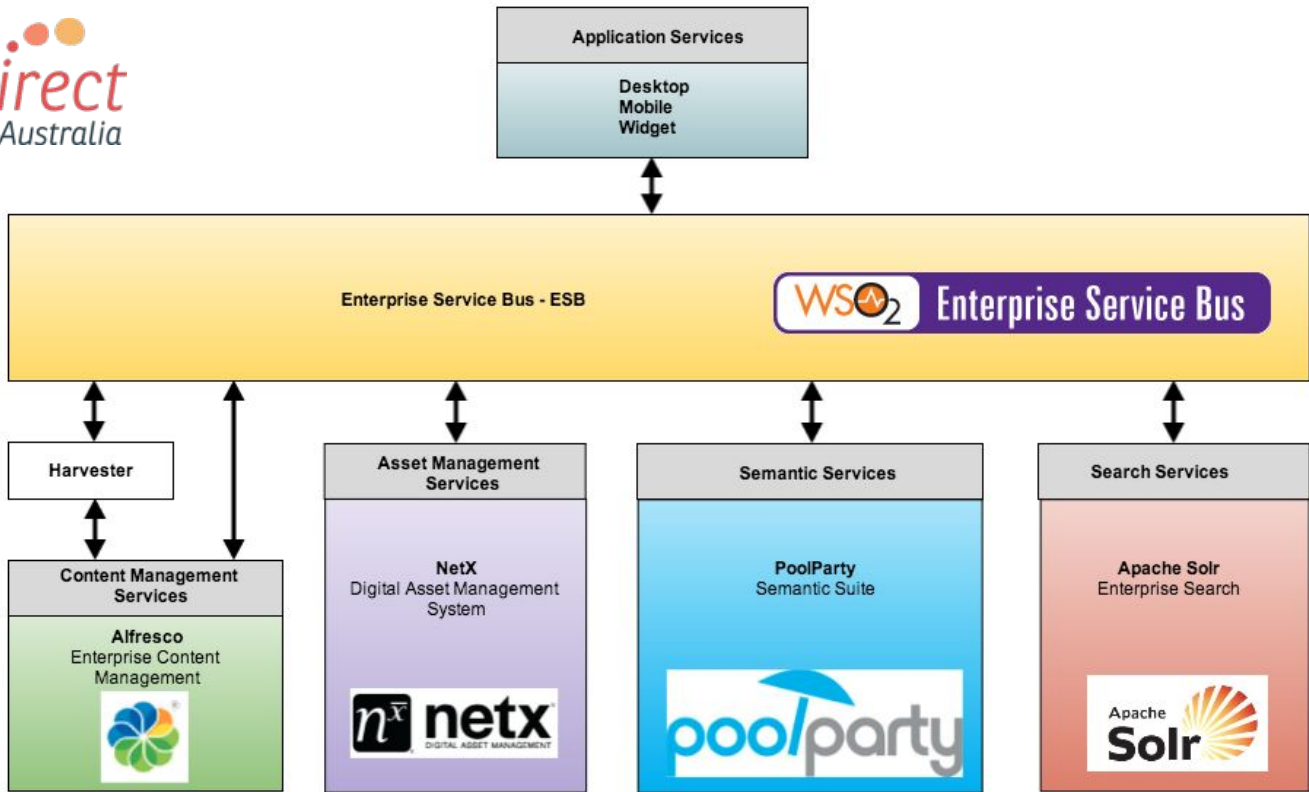 irect
Australia
Application Services
Desktop
Mobile
Widget
Enterprise Service Bus - ESB
WSO2 Enterprise Service Bus
Harvester
Content Management
Services
Alfresco
Enterprise Content
Management
®
Asset Management
Services
NetX
Digital Asset Management
System
n x netx
DIGITAL ASSET MANAGEMENT
Semantic Services
PoolParty
Semantic Suite
poolparty
Search Services
Apache Solr
Enterprise Search
Apache
Solr